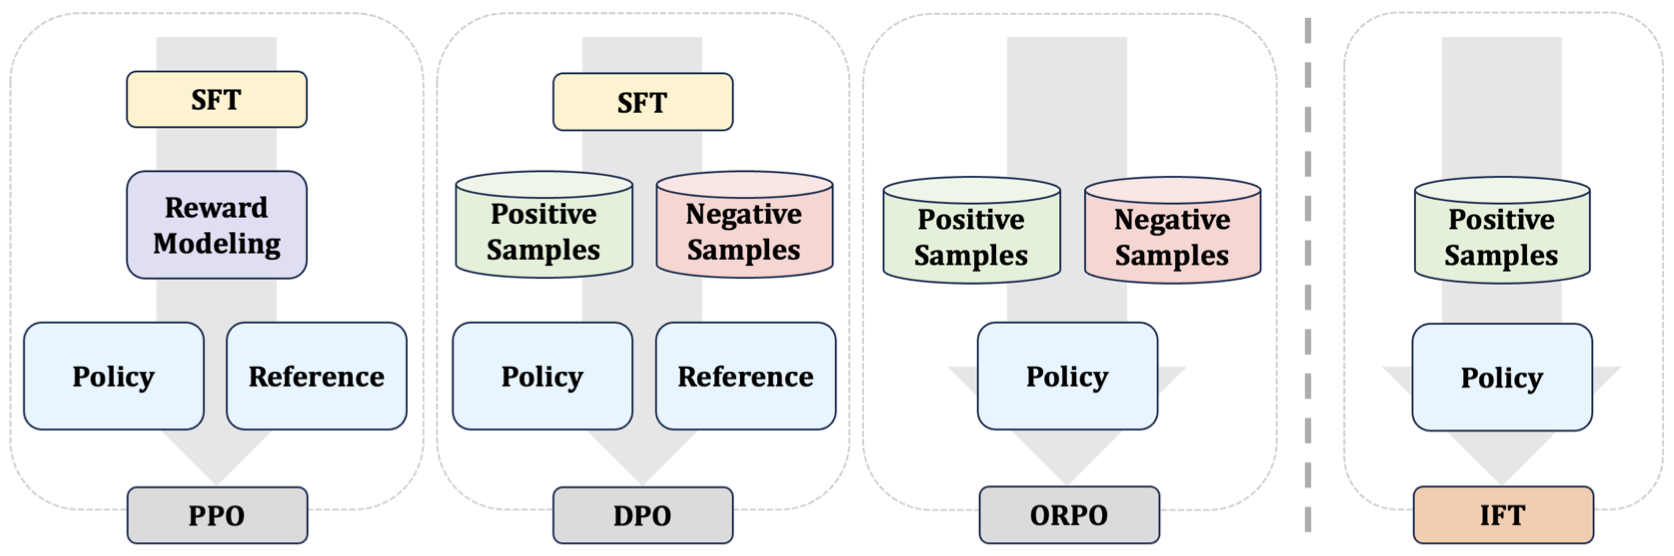 SFT
Reward
Modeling
Policy
Reference
PPO
SFT
Positive
Samples
Negative
Samples
Policy
Reference
DPO
Positive
Samples
Negative
Samples
Policy
ORPO
Positive
Samples
Policy
IFT